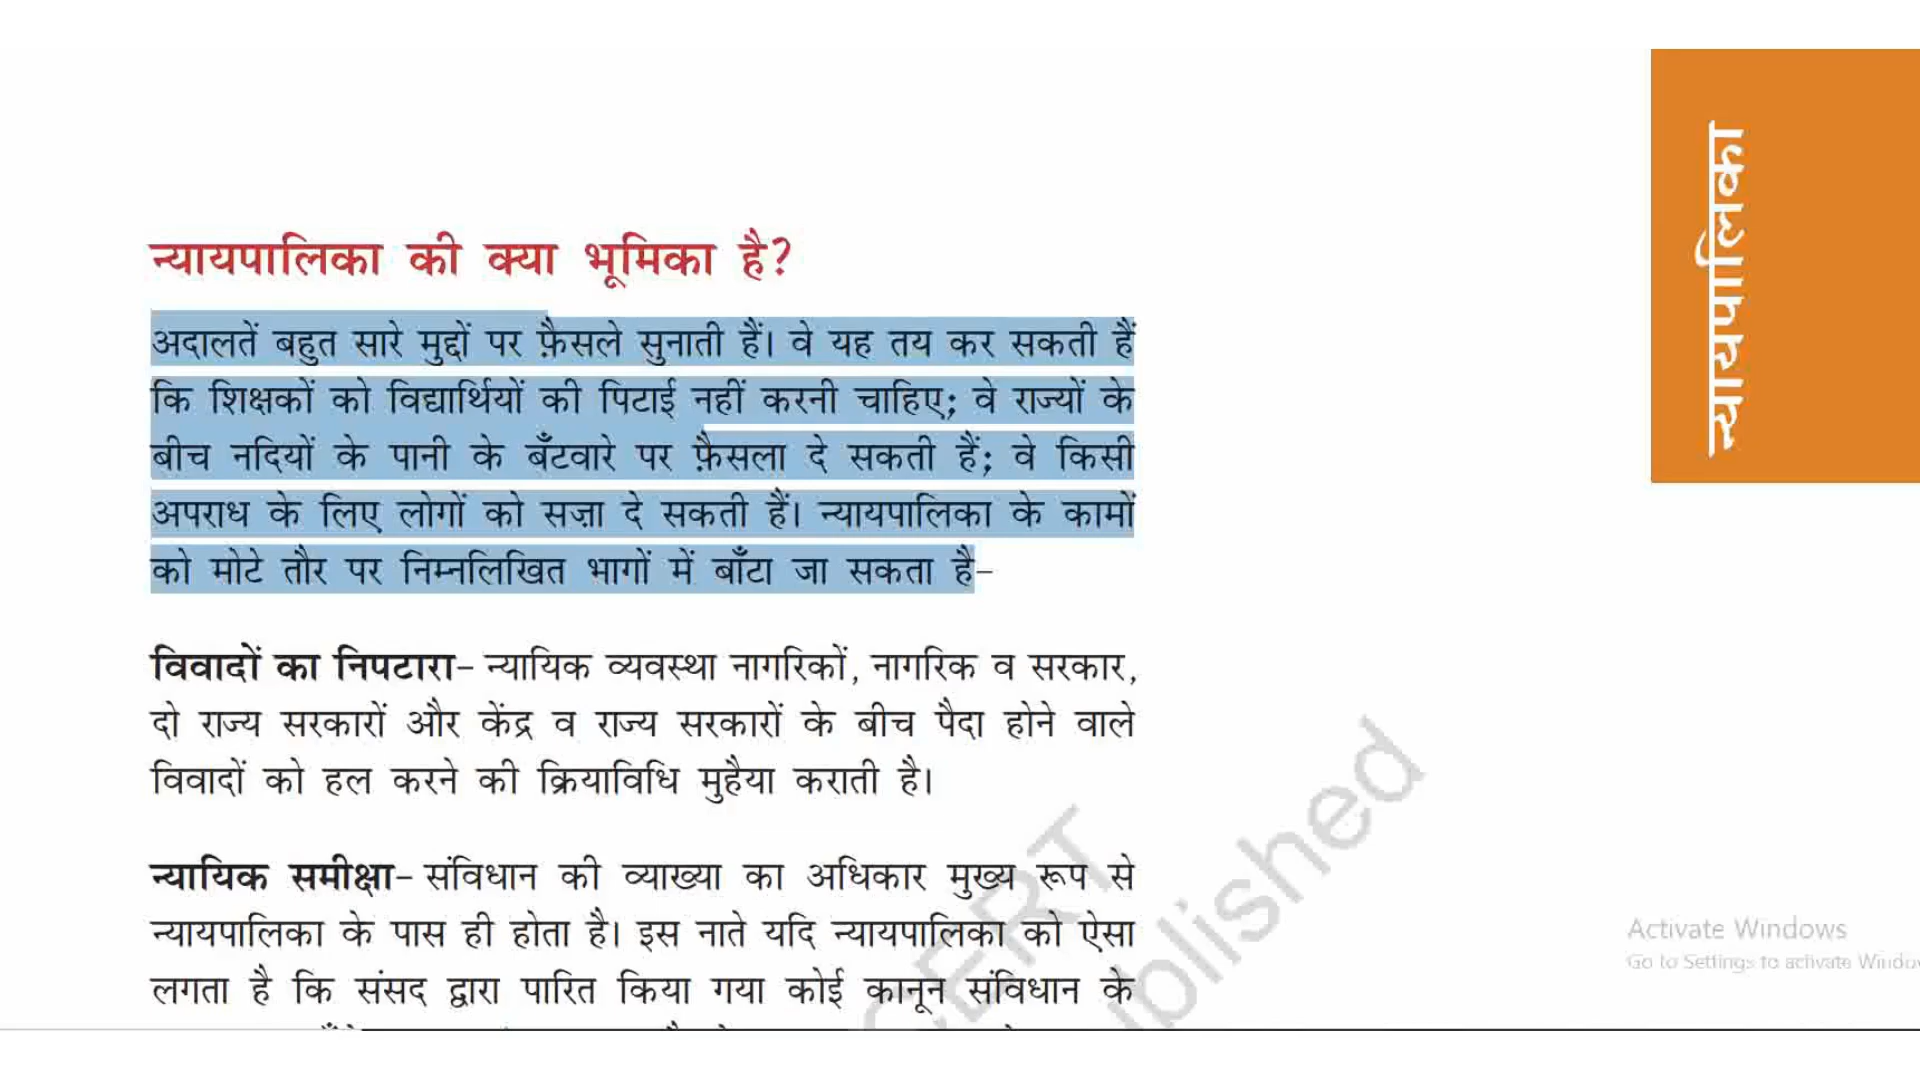 न्यायपालिका
न्यायपालिका की क्या भूमिका है?
अदालतें बहुत सारे मुद्दों पर फ़ैसले सुनाती हैं। वे यह तय कर सकती हैं
कि शिक्षकों को विद्यार्थियों की पिटाई नहीं करनी चाहिए; वे राज्यों के
बीच नदियों के पानी के बँटवारे पर फ़ैसला दे सकती हैं; वे किसी
अपराध के लिए लोगों को सज़ा दे सकती हैं। न्यायपालिका के कामों
को मोटे तौर पर निम्नलिखित भागों में बाँटा जा सकता है–
विवादों का निपटारा– न्यायिक व्यवस्था नागरिकों, नागरिक व सरकार,
दो राज्य सरकारों और केंद्र व राज्य सरकारों के बीच पैदा होने वाले
विवादों को हल करने की क्रियाविधि मुहैया कराती है।
न्यायिक समीक्षा– संविधान की व्याख्या का अधिकार मुख्य रूप से
न्यायपालिका के पास ही होता है। इस नाते यदि न्यायपालिका को ऐसा
लगता है कि संसद द्वारा पारित किया गया कोई कानून संविधान के
CERT
blished
Activate Windows
Go to Settings to activate Windo